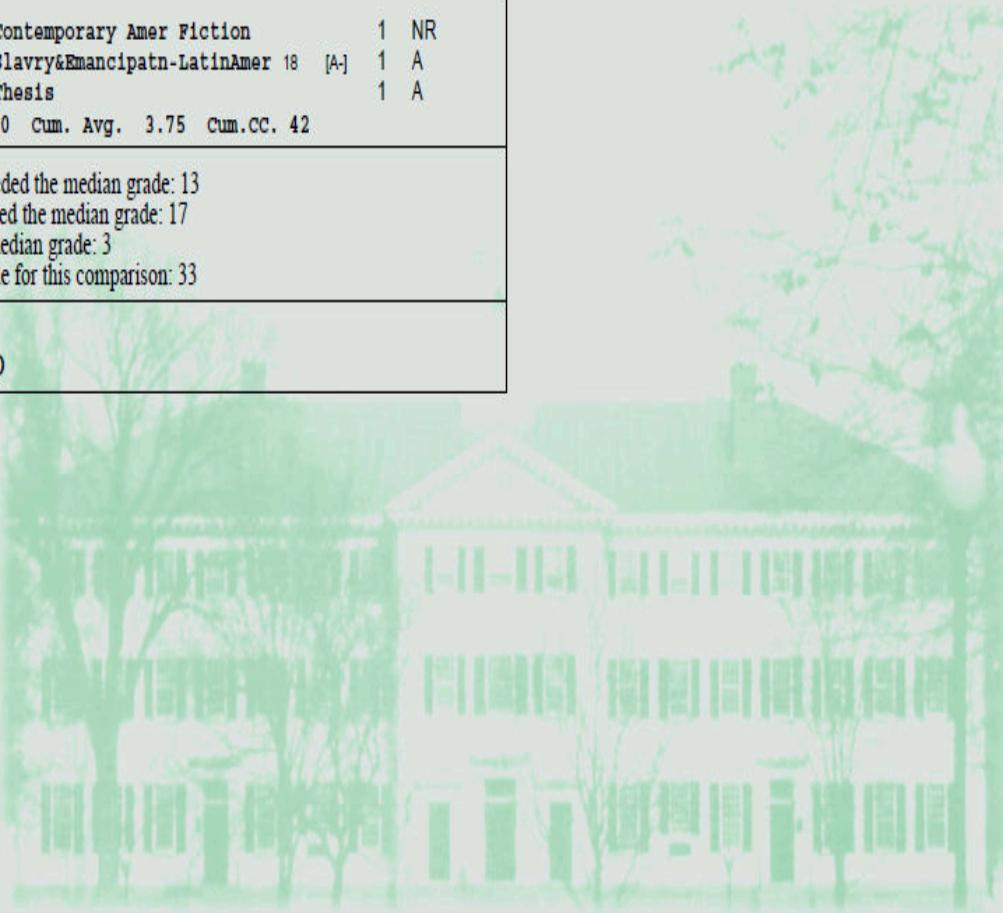 Contemporary Amer Fiction 1 NR
Slavry&Emancipatn-LatinAmer 18 [A-] 1 A
Thesis 1 A
0 Cum. Avg. 3.75 Cum.CC. 42
ded the median grade: 13
ed the median grade: 17
edian grade: 3
e for this comparison: 33
)